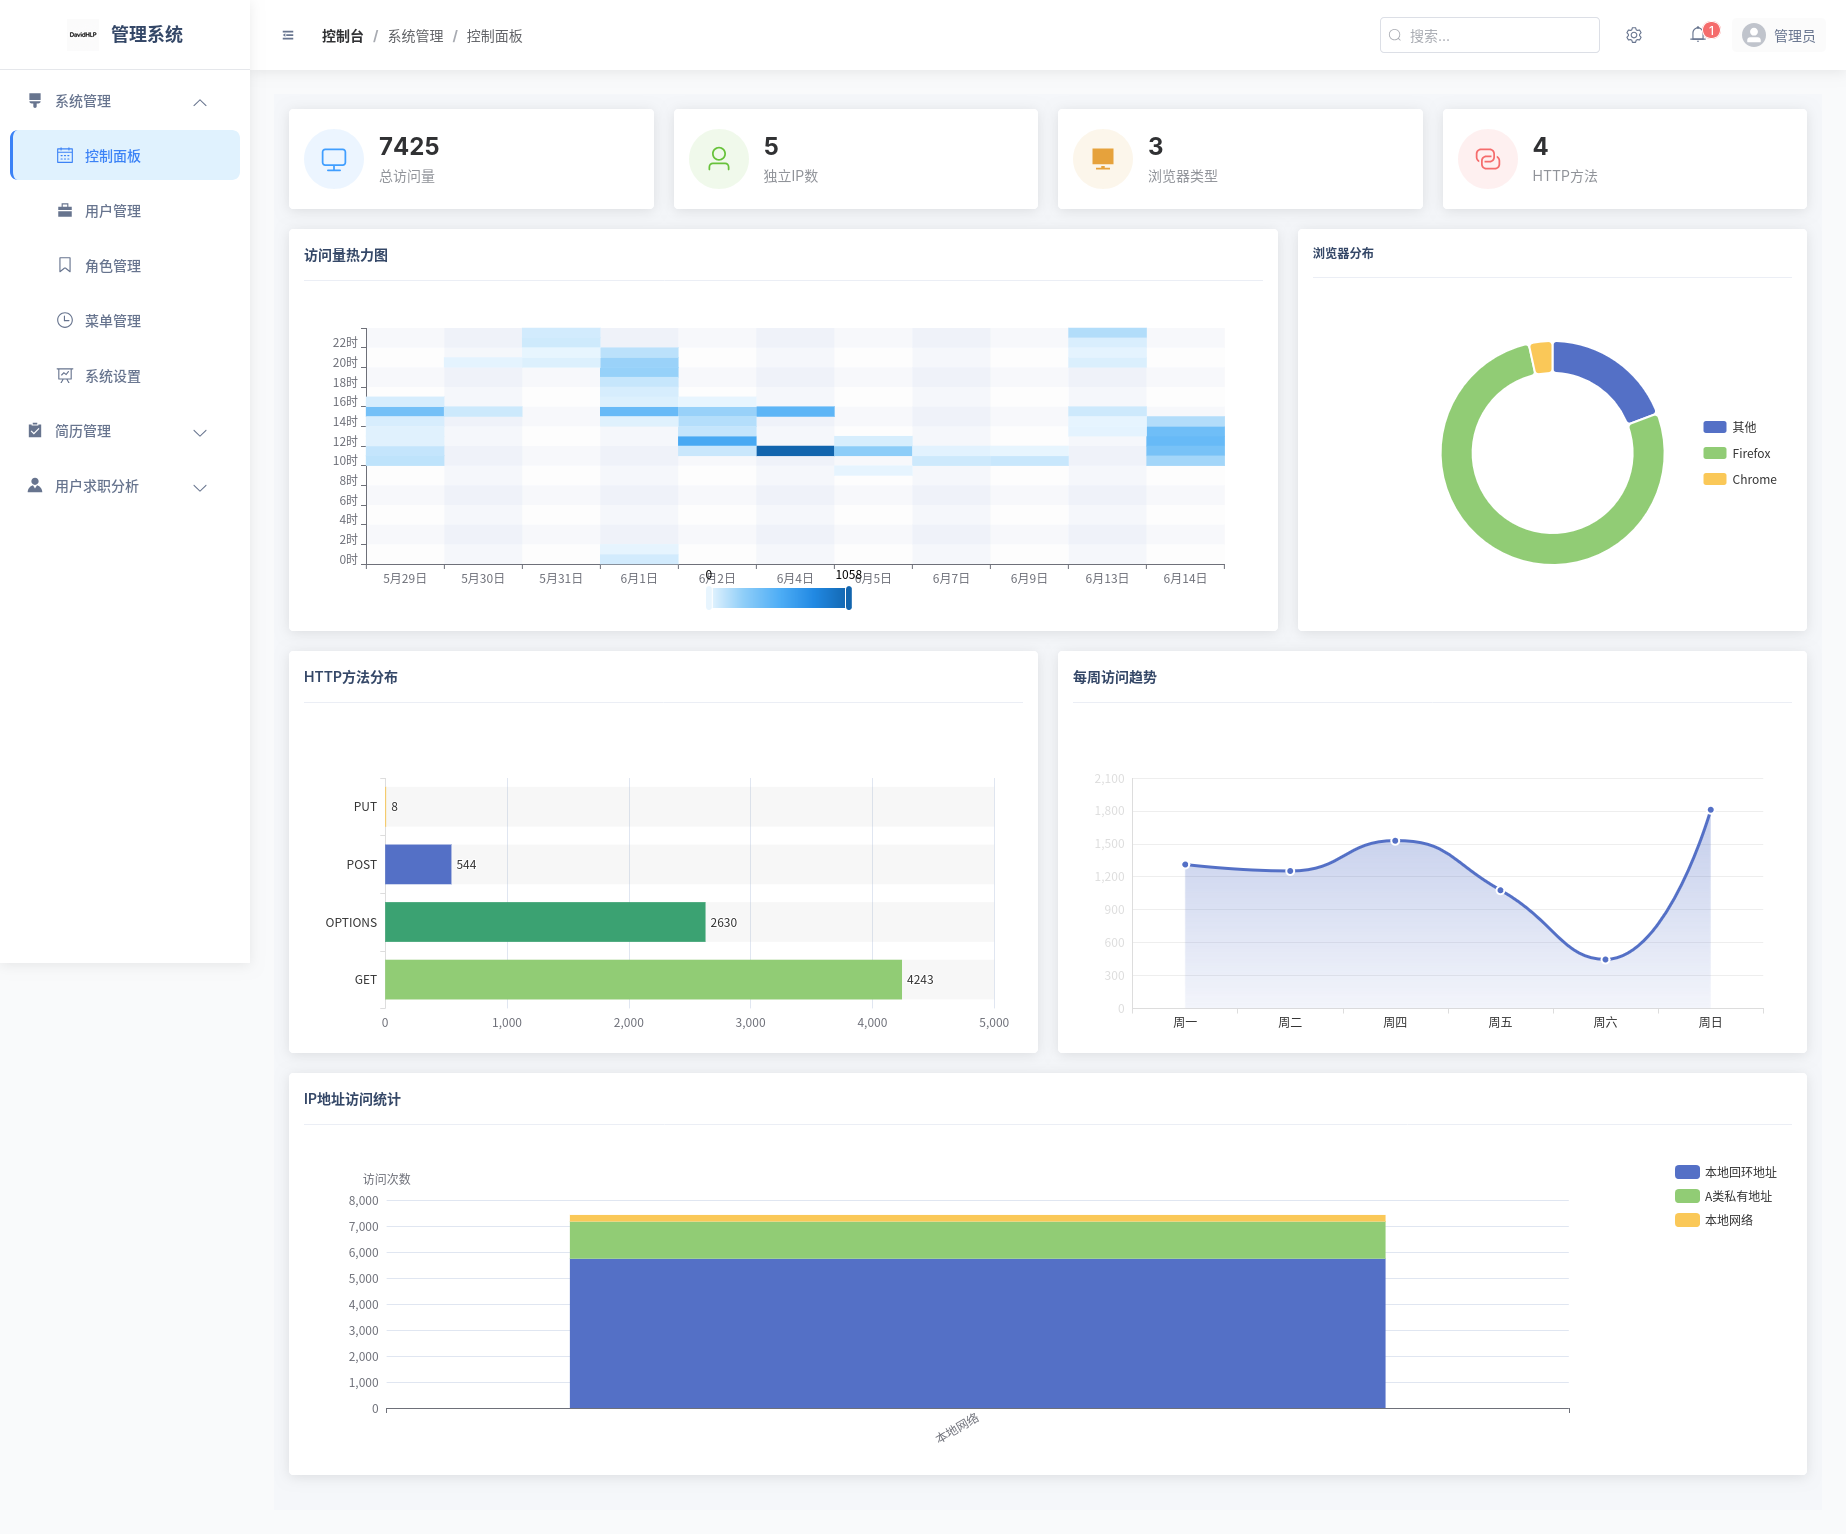 DavidHLP 管理系统
系统管理
控制面板
用户管理
角色管理
菜单管理
系统设置
简历管理
用户求职分析
控制台 / 系统管理 / 控制面板
搜索...
1
管理员
7425
总访问量
5
独立IP数
3
浏览器类型
4
HTTP方法
访问量热力图
22时
20时
18时
16时
14时
12时
10时
8时
6时
4时
2时
0时
5月29日 5月30日 5月31日 6月1日 6月2日 6月4日 6月5日 6月7日 6月9日 6月13日 6月14日
0 1058
浏览器分布
其他
Firefox
Chrome
HTTP方法分布
PUT 8
POST 544
OPTIONS 2630
GET 4243
0 1,000 2,000 3,000 4,000 5,000
每周访问趋势
2,100
1,800
1,500
1,200
900
600
300
0
周一 周二 周四 周五 周六 周日
IP地址访问统计
访问次数
8,000
7,000
6,000
5,000
4,000
3,000
2,000
1,000
0
本地网络
本地回环地址
A类私有地址
本地网络